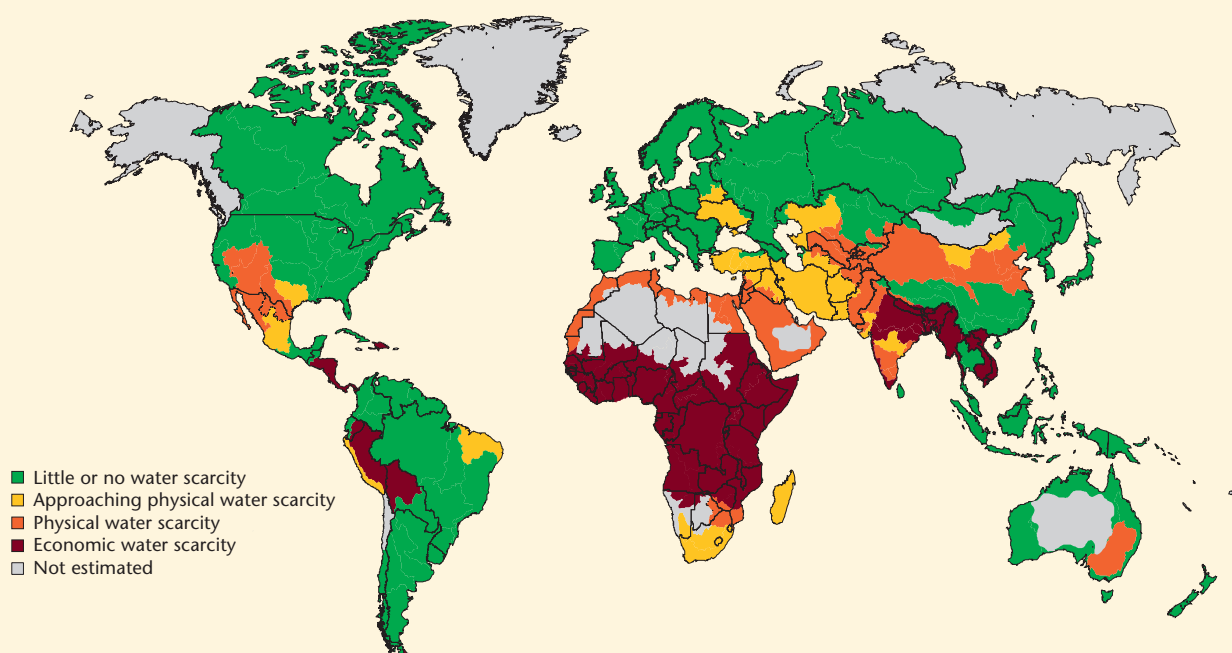 Little or no water scarcity
Approaching physical water scarcity
Physical water scarcity
Economic water scarcity
Not estimated